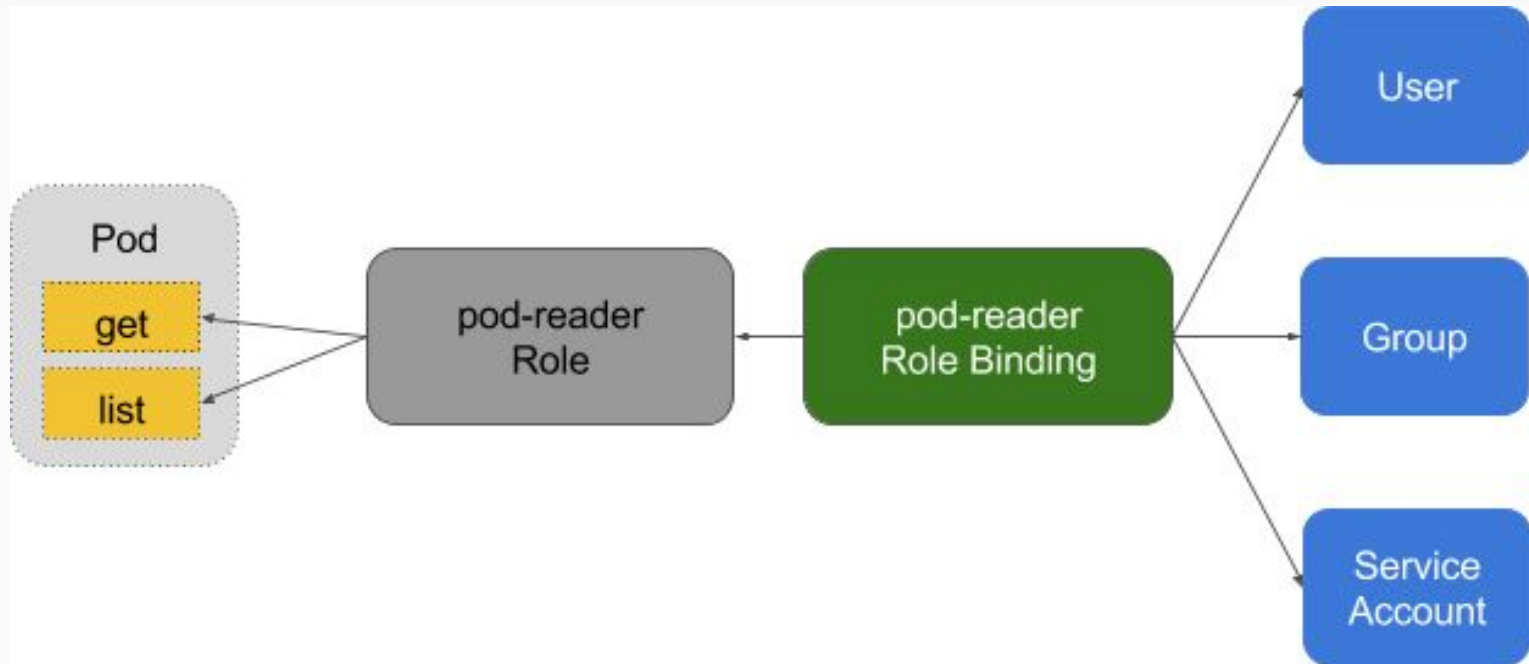 Pod
get
list
pod-reader
Role
pod-reader
Role Binding
User
Group
Service
Account